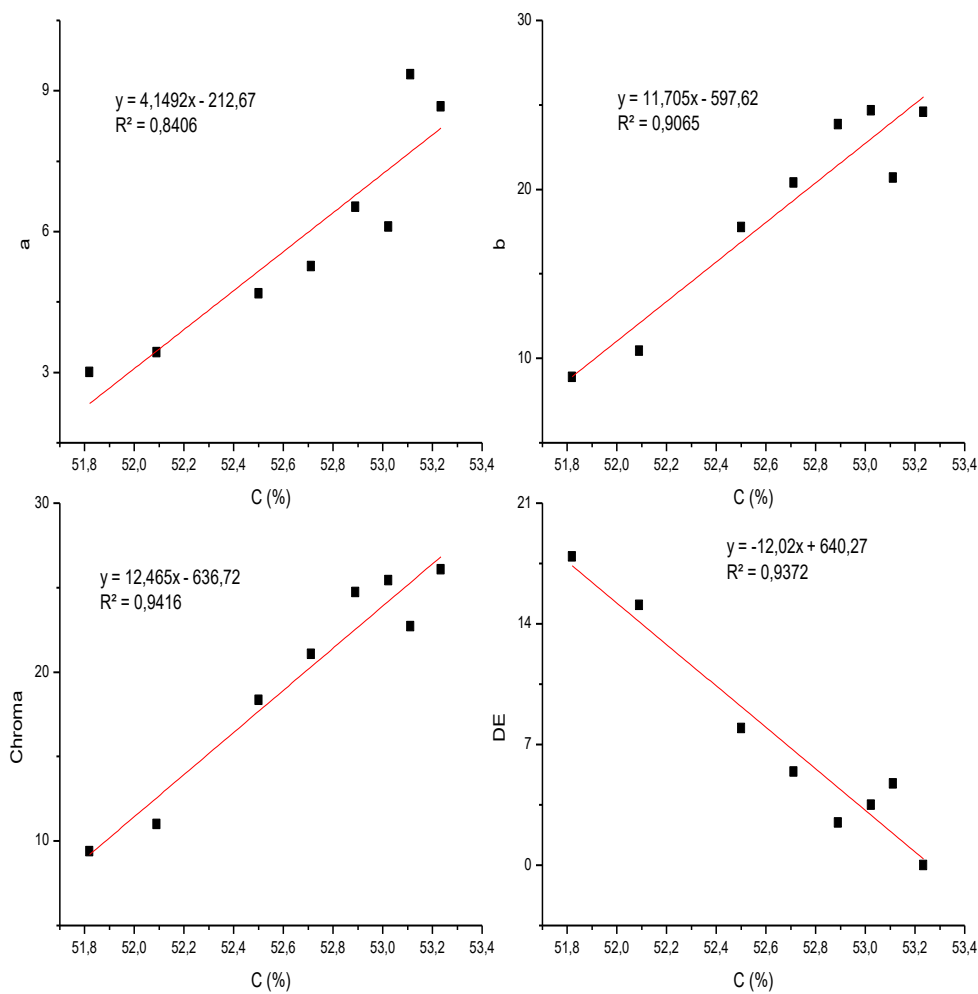 9
6
3
a
y = 4,1492x - 212,67
R² = 0,8406
51,8 52,0 52,2 52,4 52,6 52,8 53,0 53,2 53,4
C (%)
30
20
10
b
y = 11,705x - 597,62
R² = 0,9065
51,8 52,0 52,2 52,4 52,6 52,8 53,0 53,2 53,4
C (%)
30
20
10
Chroma
y = 12,465x - 636,72
R² = 0,9416
51,8 52,0 52,2 52,4 52,6 52,8 53,0 53,2 53,4
C (%)
21
14
7
0
DE
y = -12,02x + 640,27
R² = 0,9372
51,8 52,0 52,2 52,4 52,6 52,8 53,0 53,2 53,4
C (%)